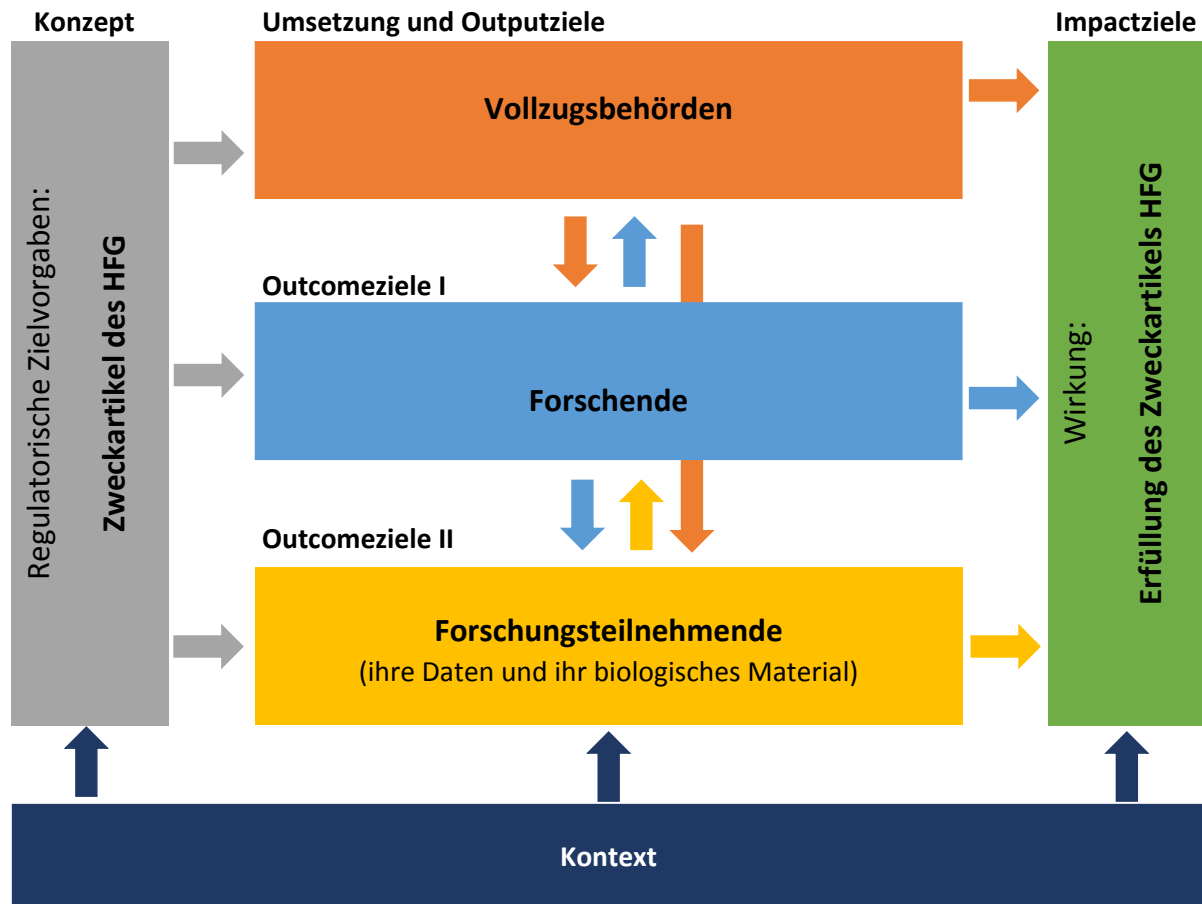 Konzept
Umsetzung und Outputziele
Impactziele
Regulatorische Zielvorgaben:
Zweckartikel des HFG
Vollzugsbehörden
Outcomeziele I
Forschende
Outcomeziele II
Forschungsteilnehmende
(ihre Daten und ihr biologisches Material)
Wirkung:
Erfüllung des Zweckartikels HFG
Kontext